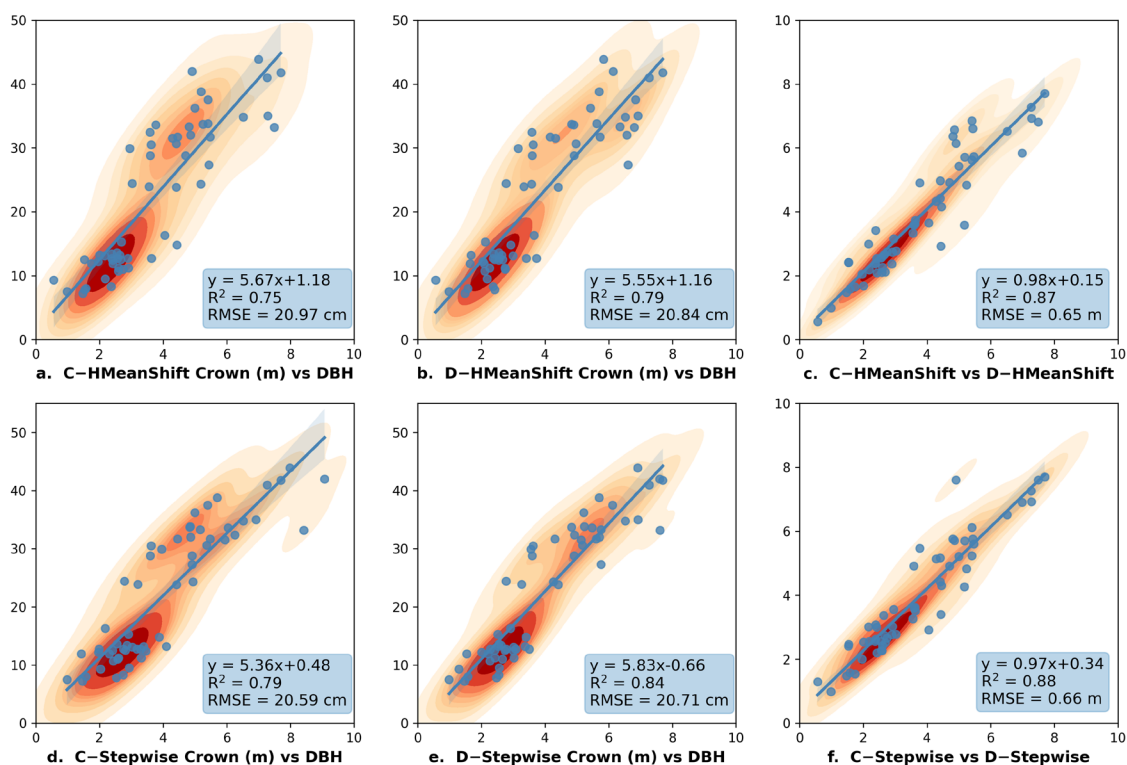 50
40
30
20
10
0
y = 5.67x+1.18
R² = 0.75
RMSE = 20.97 cm
0 2 4 6 8 10
a. C−HMeanShift Crown (m) vs DBH
50
40
30
20
10
0
y = 5.55x+1.16
R² = 0.79
RMSE = 20.84 cm
0 2 4 6 8 10
b. D−HMeanShift Crown (m) vs DBH
10
8
6
4
2
0
y = 0.98x+0.15
R² = 0.87
RMSE = 0.65 m
0 2 4 6 8 10
c. C−HMeanShift vs D−HMeanShift
50
40
30
20
10
0
y = 5.36x+0.48
R² = 0.79
RMSE = 20.59 cm
0 2 4 6 8 10
d. C−Stepwise Crown (m) vs DBH
50
40
30
20
10
0
y = 5.83x-0.66
R² = 0.84
RMSE = 20.71 cm
0 2 4 6 8 10
e. D−Stepwise Crown (m) vs DBH
10
8
6
4
2
0
y = 0.97x+0.34
R² = 0.88
RMSE = 0.66 m
0 2 4 6 8 10
f. C−Stepwise vs D−Stepwise